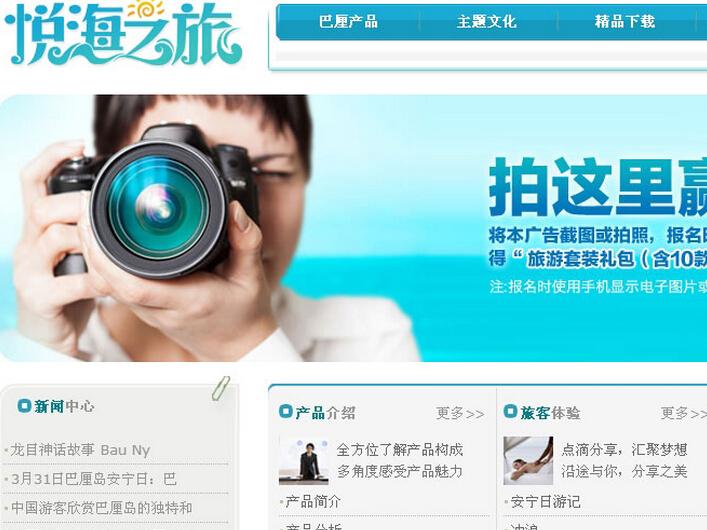 悦海之旅
巴厘产品 主题文化 精品下载
拍这里赢
将本广告截图或拍照，报名
得“旅游套装礼包（含10款
注:报名时使用手机显示电子图片或
新闻中心
龙目神话故事 Bau Ny
3月31日巴厘岛安宁日：巴
中国游客欣赏巴厘岛的独特和
产品介绍 更多>>
全方位了解产品构成
多角度感受产品魅力
产品简介
产品分析
旅客体验 更多>>
点滴分享，汇聚梦想
沿途与你，分享之美
安宁日游记
冲浪